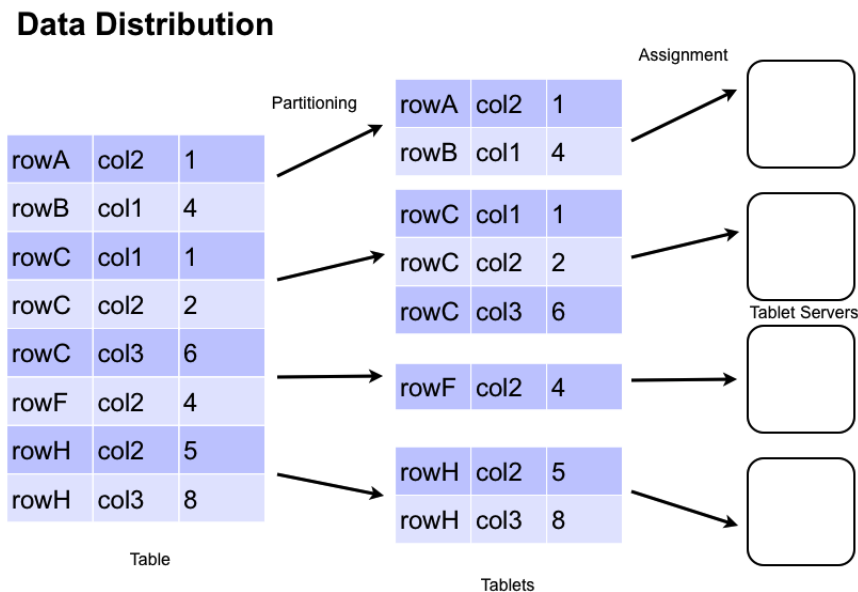 Data Distribution
Partitioning
Assignment
rowA col2 1
rowB col1 4
rowC col1 1
rowC col2 2
rowC col3 6
rowF col2 4
rowH col2 5
rowH col3 8
Table
rowA col2 1
rowB col1 4
rowC col1 1
rowC col2 2
rowC col3 6
rowF col2 4
rowH col2 5
rowH col3 8
Tablets
Tablet Servers